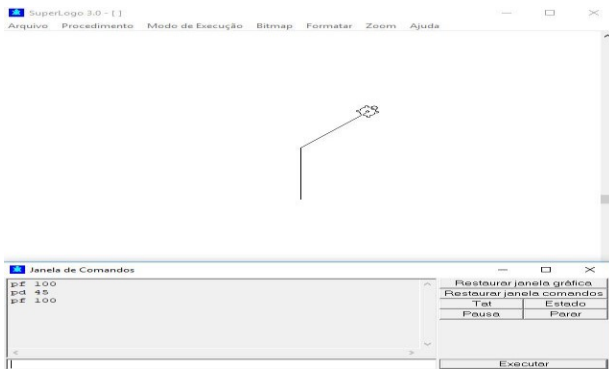 SuperLogo 3.0 - [ ]
Arquivo Procedimento Modo de Execução Bitmap Formatar Zoom Ajuda
Janela de Comandos
pf 100
pd 45
pf 100
Restaurar janela gráfica
Restaurar janela comandos
Tat Estado
Pausa Parar
Executar